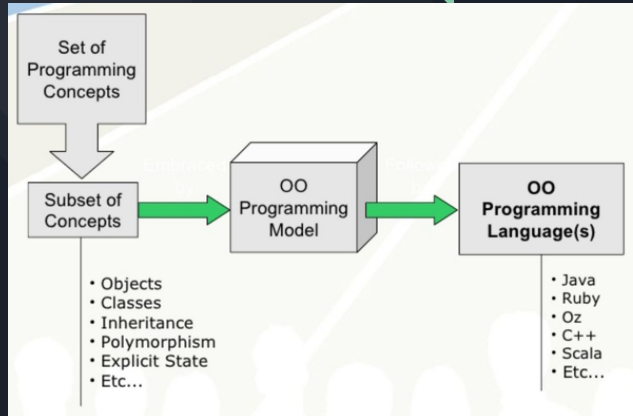 Set of
Programming
Concepts
Subset of
Concepts
OO
Programming
Model
OO
Programming
Language(s)
• Objects
• Classes
• Inheritance
• Polymorphism
• Explicit State
• Etc...
• Java
• Ruby
• Oz
• C++
• Scala
• Etc...